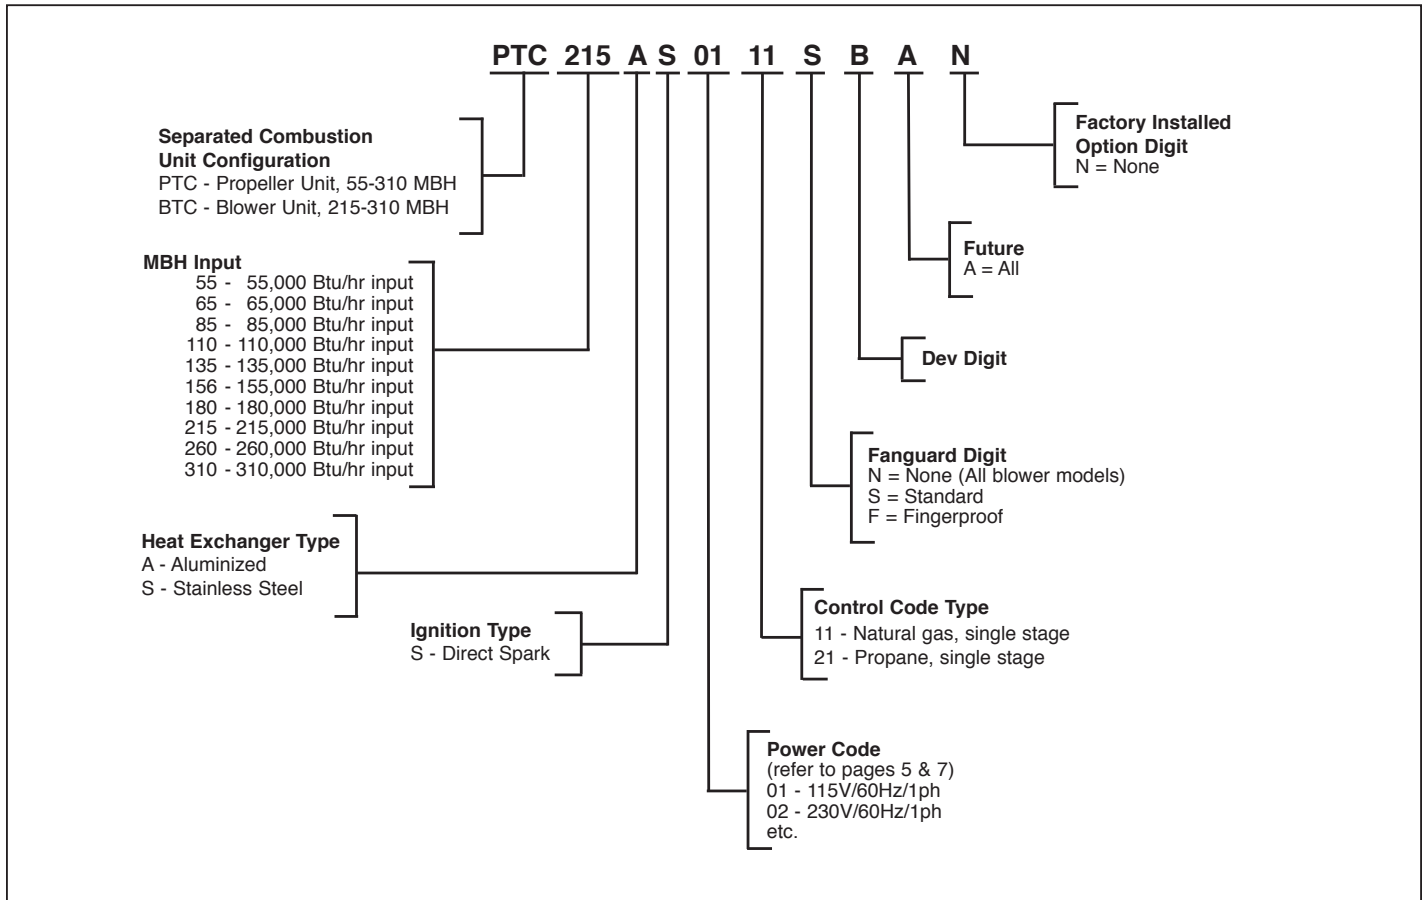 PTC 215 A S 01 11 S B A N
Separated Combustion
Unit Configuration
PTC - Propeller Unit, 55-310 MBH
BTC - Blower Unit, 215-310 MBH
MBH Input
55 - 55,000 Btu/hr input
65 - 65,000 Btu/hr input
85 - 85,000 Btu/hr input
110 - 110,000 Btu/hr input
135 - 135,000 Btu/hr input
156 - 155,000 Btu/hr input
180 - 180,000 Btu/hr input
215 - 215,000 Btu/hr input
260 - 260,000 Btu/hr input
310 - 310,000 Btu/hr input
Heat Exchanger Type
A - Aluminized
S - Stainless Steel
Ignition Type
S - Direct Spark
Factory Installed
Option Digit
N = None
Future
A = All
Dev Digit
Fanguard Digit
N = None (All blower models)
S = Standard
F = Fingerproof
Control Code Type
11 - Natural gas, single stage
21 - Propane, single stage
Power Code
(refer to pages 5 & 7)
01 - 115V/60Hz/1ph
02 - 230V/60Hz/1ph
etc.